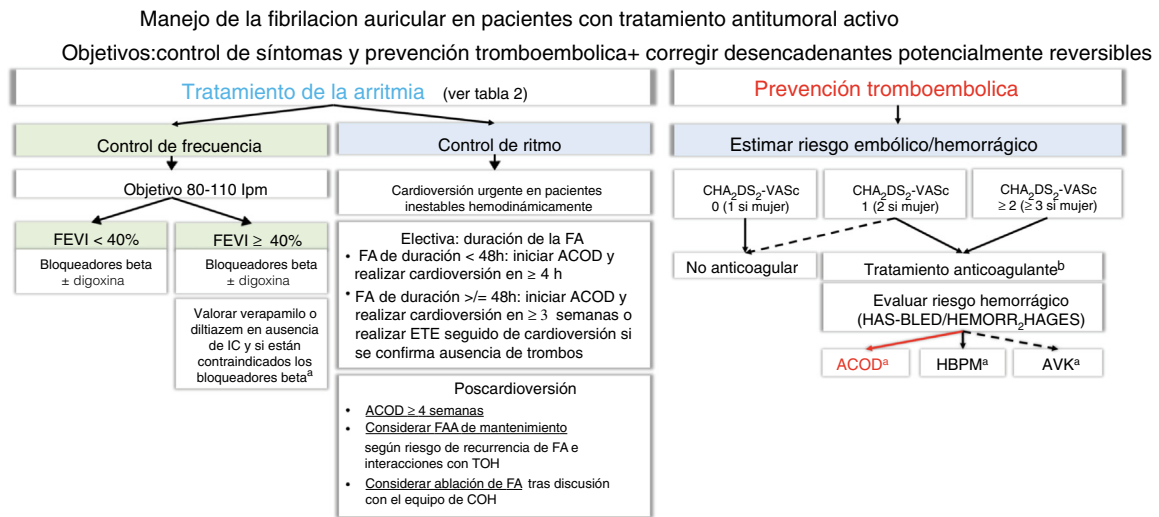 Manejo de la fibrilacion auricular en pacientes con tratamiento antitumoral activo
Objetivos:control de síntomas y prevención tromboembolica+ corregir desencadenantes potencialmente reversibles
Tratamiento de la arritmia (ver tabla 2)
Control de frecuencia
Objetivo 80-110 lpm
FEVI < 40%
Bloqueadores beta
± digoxina
FEVI ≥ 40%
Bloqueadores beta
± digoxina
Valorar verapamilo o
diltiazem en ausencia
de IC y si están
contraindicados los
bloqueadores betaᵃ
Control de ritmo
Cardioversión urgente en pacientes
inestables hemodinámicamente
Electiva: duración de la FA
• FA de duración < 48h: iniciar ACOD y
realizar cardioversión en ≥ 4 h
• FA de duración >/= 48h: iniciar ACOD y
realizar cardioversión en ≥ 3 semanas o
realizar ETE seguido de cardioversión si
se confirma ausencia de trombos
Poscardioversión
• ACOD ≥ 4 semanas
• Considerar FAA de mantenimiento
según riesgo de recurrencia de FA e
interacciones con TOH
• Considerar ablación de FA tras discusión
con el equipo de COH
Prevención tromboembolica
Estimar riesgo embólico/hemorrágico
CHA₂DS₂-VASc
0 (1 si mujer)
CHA₂DS₂-VASc
1 (2 si mujer)
CHA₂DS₂-VASc
≥ 2 (≥ 3 si mujer)
No anticoagular
Tratamiento anticoagulanteᵇ
Evaluar riesgo hemorrágico
(HAS-BLED/HEMORR₂HAGES)
ACODᵃ
HBPMᵃ
AVKᵃ